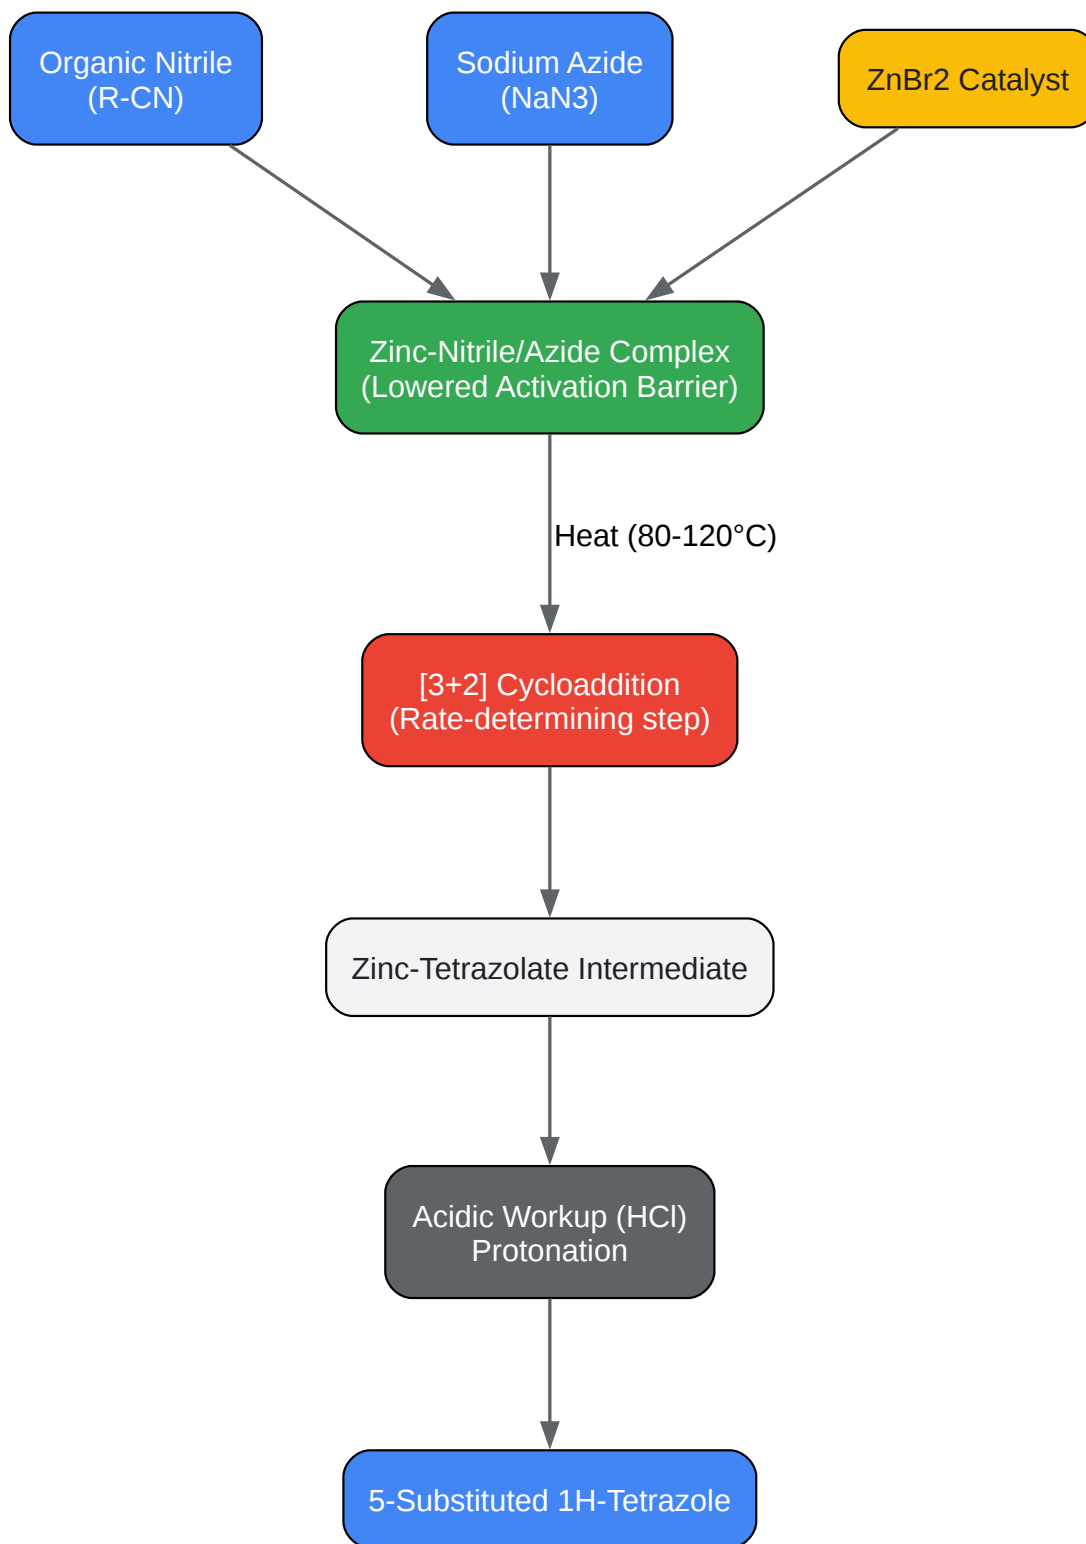 Organic Nitrile
(R-CN)
Sodium Azide
(NaN3)
ZnBr2 Catalyst
Zinc-Nitrile/Azide Complex
(Lowered Activation Barrier)
Heat (80-120°C)
[3+2] Cycloaddition
(Rate-determining step)
Zinc-Tetrazolate Intermediate
Acidic Workup (HCl)
Protonation
5-Substituted 1H-Tetrazole